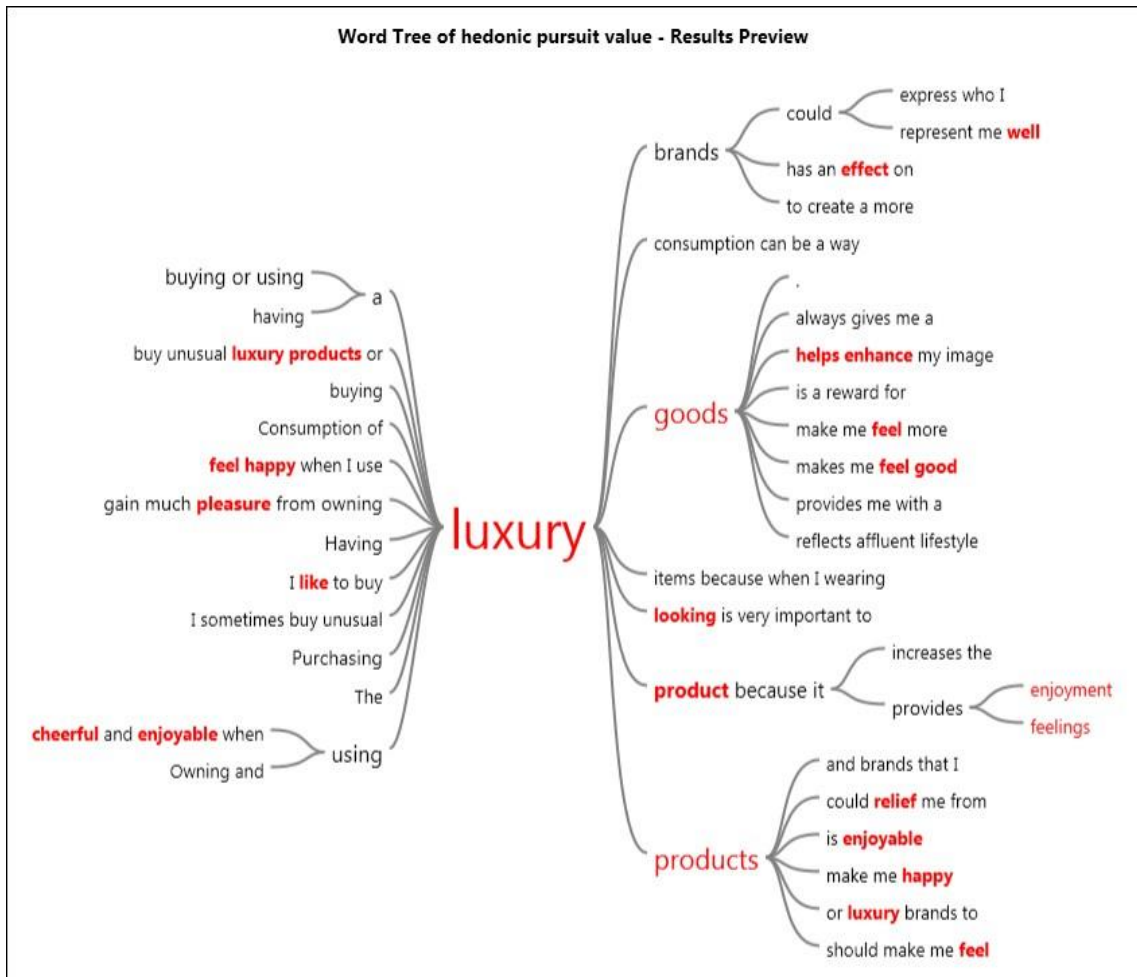 Word Tree of hedonic pursuit value - Results Preview
buying or using
having
a
buy unusual luxury products or
buying
Consumption of
feel happy when I use
gain much pleasure from owning
Having
I like to buy
I sometimes buy unusual
Purchasing
The
cheerful and enjoyable when
Owning and
using
luxury
brands
could
express who I
represent me well
has an effect on
to create a more
consumption can be a way
goods
.
always gives me a
helps enhance my image
is a reward for
make me feel more
makes me feel good
provides me with a
reflects affluent lifestyle
items because when I wearing
looking is very important to
product because it
increases the
provides
enjoyment
feelings
products
and brands that I
could relief me from
is enjoyable
make me happy
or luxury brands to
should make me feel